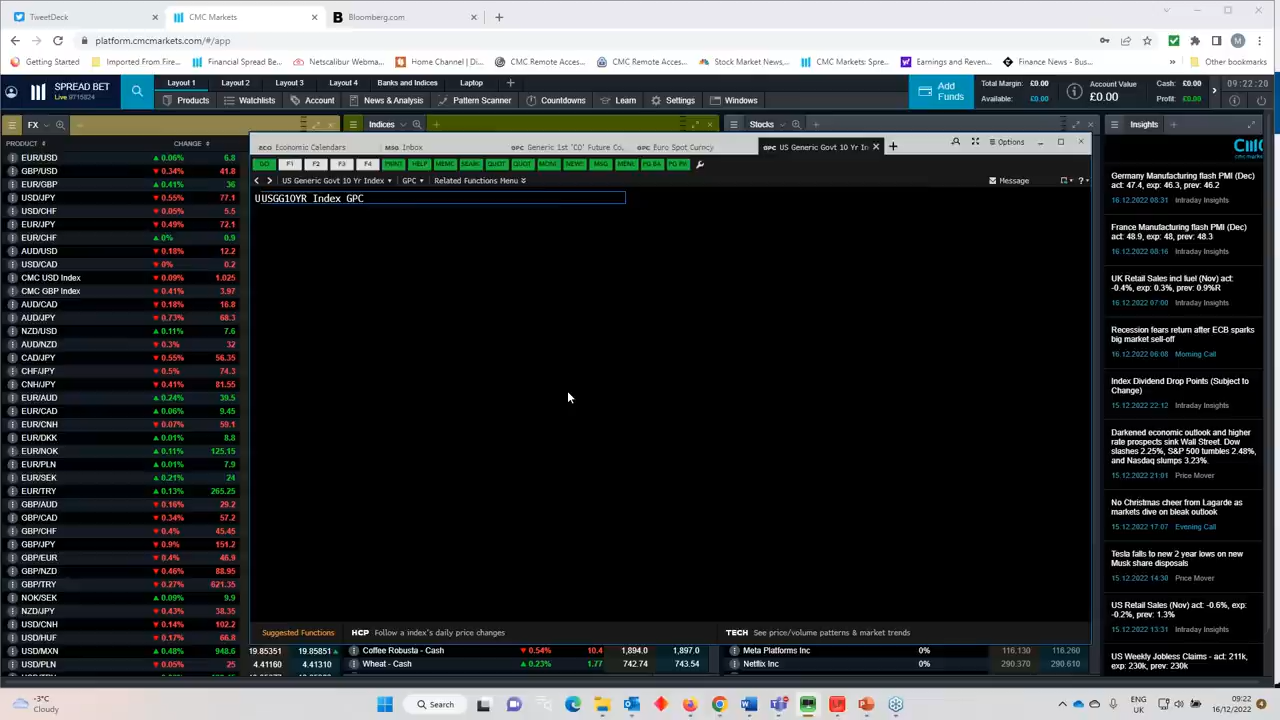 TweetDeck
CMC Markets
Bloomberg.com
platform.cmcmarkets.com/#/app
Getting Started
Imported From Fire...
Financial Spread Be...
Netscalibur Webma...
Home Channel | Di...
CMC Remote Acces...
CMC Remote Acces...
Stock Market News,...
CMC Markets: Spre...
Earnings and Revenu...
Finance News - Bus...
Other bookmarks
SPREAD BET
Live 9715824
Layout 1
Layout 2
Layout 3
Layout 4
Banks and Indices
Laptop
Products
Watchlists
Account
News & Analysis
Pattern Scanner
Countdowns
Learn
Settings
Windows
Add Funds
Total Margin: £0.00
Available: £0.00
Account Value
£0.00
Cash: £0.00
Profit: £0.00
09:22:20
FX
Indices
Stocks
Insights
PRODUCT CHANGE
EUR/USD 0.06% 6.8
GBP/USD 0.34% 41.8
EUR/GBP 0.41% 36
USD/JPY 0.55% 77.1
USD/CHF 0.05% 5.5
EUR/JPY 0.49% 72.1
EUR/CHF 0% 0.9
AUD/USD 0.18% 12.2
USD/CAD 0% 0.2
CMC USD Index 0.09% 1.025
CMC GBP Index 0.41% 3.97
AUD/CAD 0.18% 16.8
AUD/JPY 0.73% 68.3
NZD/USD 0.11% 7.6
AUD/NZD 0.3% 32
CAD/JPY 0.55% 56.35
CHF/JPY 0.5% 74.3
CNH/JPY 0.41% 81.55
EUR/AUD 0.24% 39.5
EUR/CAD 0.06% 9.45
EUR/CNH 0.07% 59.1
EUR/DKK 0.01% 8.8
EUR/NOK 0.11% 125.15
EUR/PLN 0.01% 7.9
EUR/SEK 0.21% 24
EUR/TRY 0.13% 265.25
GBP/AUD 0.16% 29.2
GBP/CAD 0.34% 57.2
GBP/CHF 0.4% 45.45
GBP/JPY 0.9% 151.2
GBP/EUR 0.4% 46.9
GBP/NZD 0.46% 88.95
GBP/TRY 0.27% 621.35
NOK/SEK 0.09% 9.9
NZD/JPY 0.43% 38.35
USD/CNH 0.14% 102.2
USD/HUF 0.17% 66.8
USD/MXN 0.48% 948.6
USD/PLN 0.05% 25
ECO Economic Calendars
MSG Inbox
GPC Generic 1st 'CO' Future Co..
GPC Euro Spot Curncy
GPC US Generic Govt 10 Yr In
Options
GO F1 F2 F3 F4 PRINT HELP
US Generic Govt 10 Yr Index
GPC
Related Functions Menu
Message
UUSGG10YR Index GPC
Suggested Functions
HCP Follow a index's daily price changes
TECH See price/volume patterns & market trends
19.85351 19.85851
4.41160 4.41310
Coffee Robusta - Cash 0.54% 10.4 1,894.0 1,897.0
Wheat - Cash 0.23% 1.77 742.74 743.54
Meta Platforms Inc 0% 116.130 116.260
Netflix Inc 0% 290.370 290.610
Germany Manufacturing flash PMI (Dec)
act: 47.4, exp: 46.3, prev: 46.2
16.12.2022 08:31 Intraday Insights
France Manufacturing flash PMI (Dec)
act: 48.9, exp: 48, prev: 48.3
16.12.2022 08:16 Intraday Insights
UK Retail Sales incl fuel (Nov) act:
-0.4%, exp: 0.3%, prev: 0.9%R
16.12.2022 07:00 Intraday Insights
Recession fears return after ECB sparks
big market sell-off
16.12.2022 06:08 Morning Call
Index Dividend Drop Points (Subject to
Change)
15.12.2022 22:12 Intraday Insights
Darkened economic outlook and higher
rate prospects sink Wall Street. Dow
slashes 2.25%, S&P 500 tumbles 2.48%,
and Nasdaq slumps 3.23%.
15.12.2022 21:01 Price Mover
No Christmas cheer from Lagarde as
markets dive on bleak outlook
15.12.2022 17:07 Evening Call
Tesla falls to new 2 year lows on new
Musk share disposals
15.12.2022 14:30 Price Mover
US Retail Sales (Nov) act: -0.6%, exp:
-0.2%, prev: 1.3%
15.12.2022 13:31 Intraday Insights
US Weekly Jobless Claims - act: 211k,
exp: 230k, prev: 230k
-3°C
Cloudy
Search
ENG
UK
09:22
16/12/2022